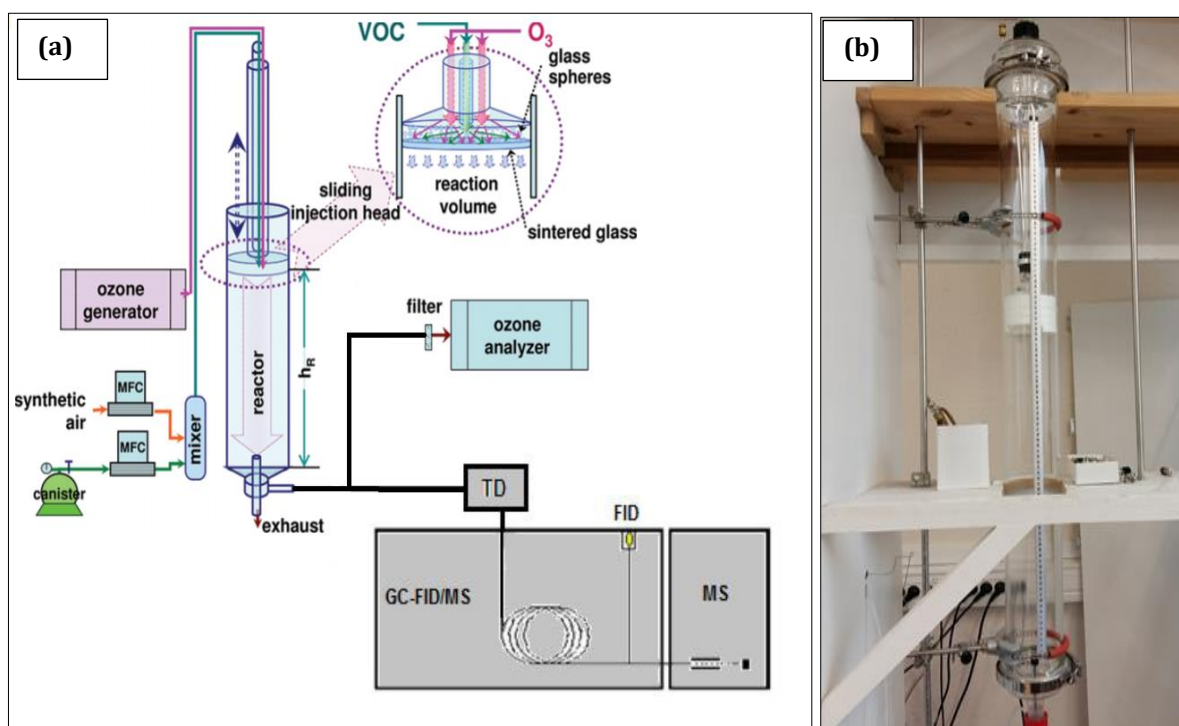 (a)
VOC
O3
glass
spheres
reaction
volume
sintered glass
sliding
injection head
ozone
generator
reactor
hR
filter
ozone
analyzer
MFC
synthetic
air
MFC
mixer
canister
exhaust
TD
FID
GC-FID/MS
MS
(b)